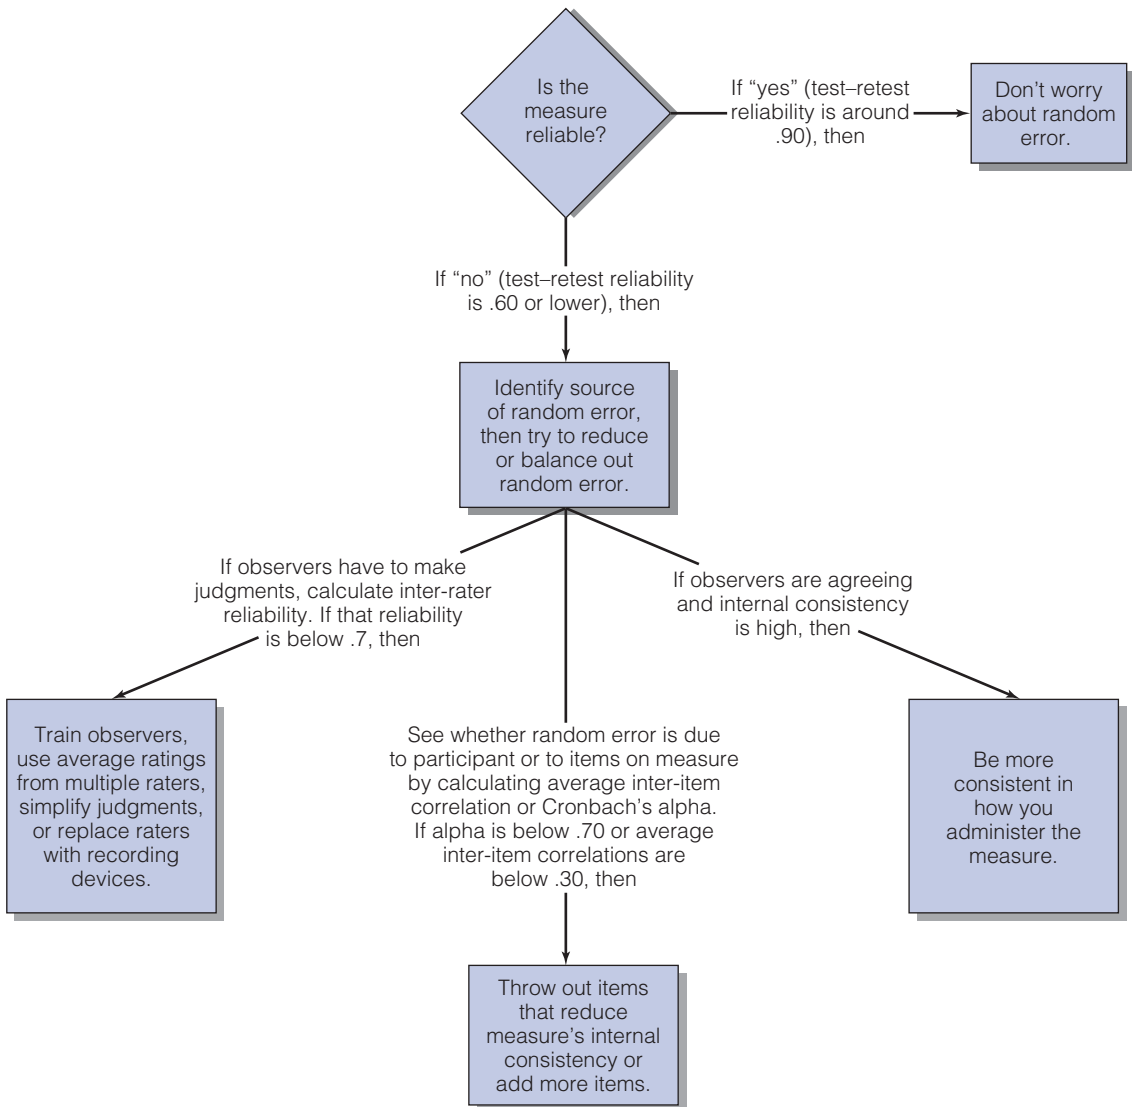 Is the
measure
reliable?
If “yes” (test–retest
reliability is around
.90), then
Don’t worry
about random
error.
If “no” (test–retest reliability
is .60 or lower), then
Identify source
of random error,
then try to reduce
or balance out
random error.
If observers have to make
judgments, calculate inter-rater
reliability. If that reliability
is below .7, then
Train observers,
use average ratings
from multiple raters,
simplify judgments,
or replace raters
with recording
devices.
See whether random error is due
to participant or to items on measure
by calculating average inter-item
correlation or Cronbach’s alpha.
If alpha is below .70 or average
inter-item correlations are
below .30, then
Throw out items
that reduce
measure’s internal
consistency or
add more items.
If observers are agreeing
and internal consistency
is high, then
Be more
consistent in
how you
administer the
measure.